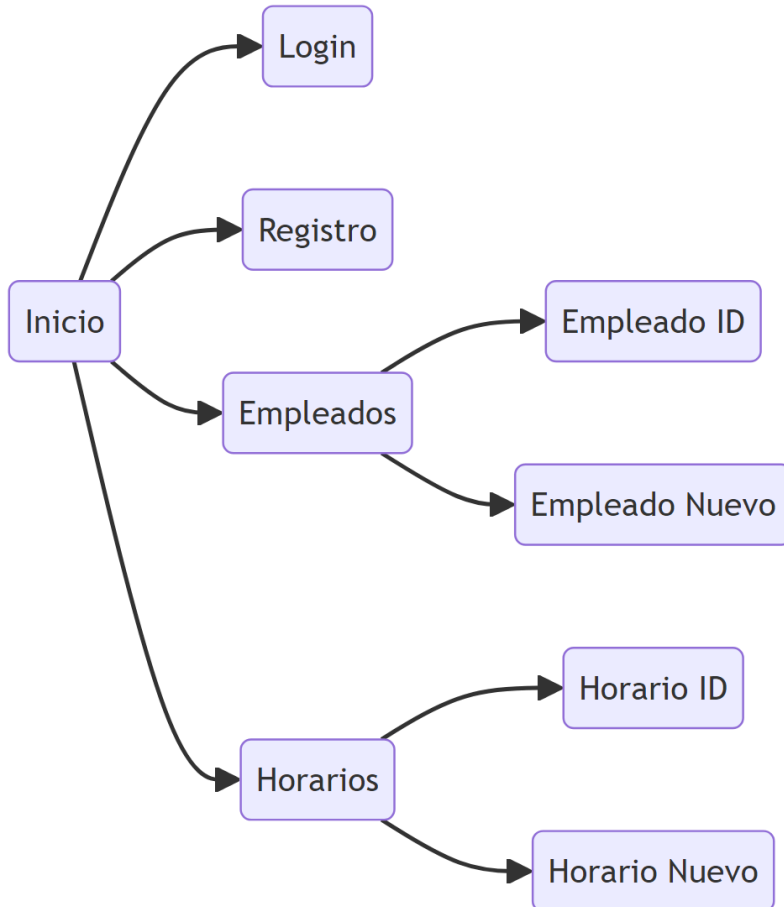 Login
Registro
Inicio
Empleado ID
Empleados
Empleado Nuevo
Horario ID
Horarios
Horario Nuevo